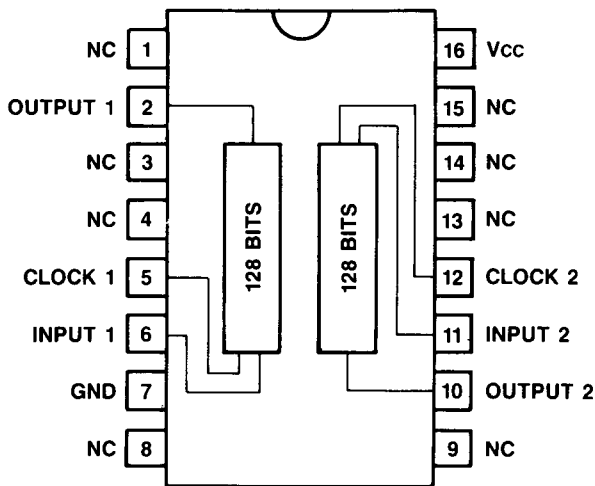 NC 1
16 Vcc
OUTPUT 1 2
15 NC
NC 3
14 NC
NC 4
13 NC
128 BITS
128 BITS
CLOCK 1 5
12 CLOCK 2
INPUT 1 6
11 INPUT 2
GND 7
10 OUTPUT 2
NC 8
9 NC